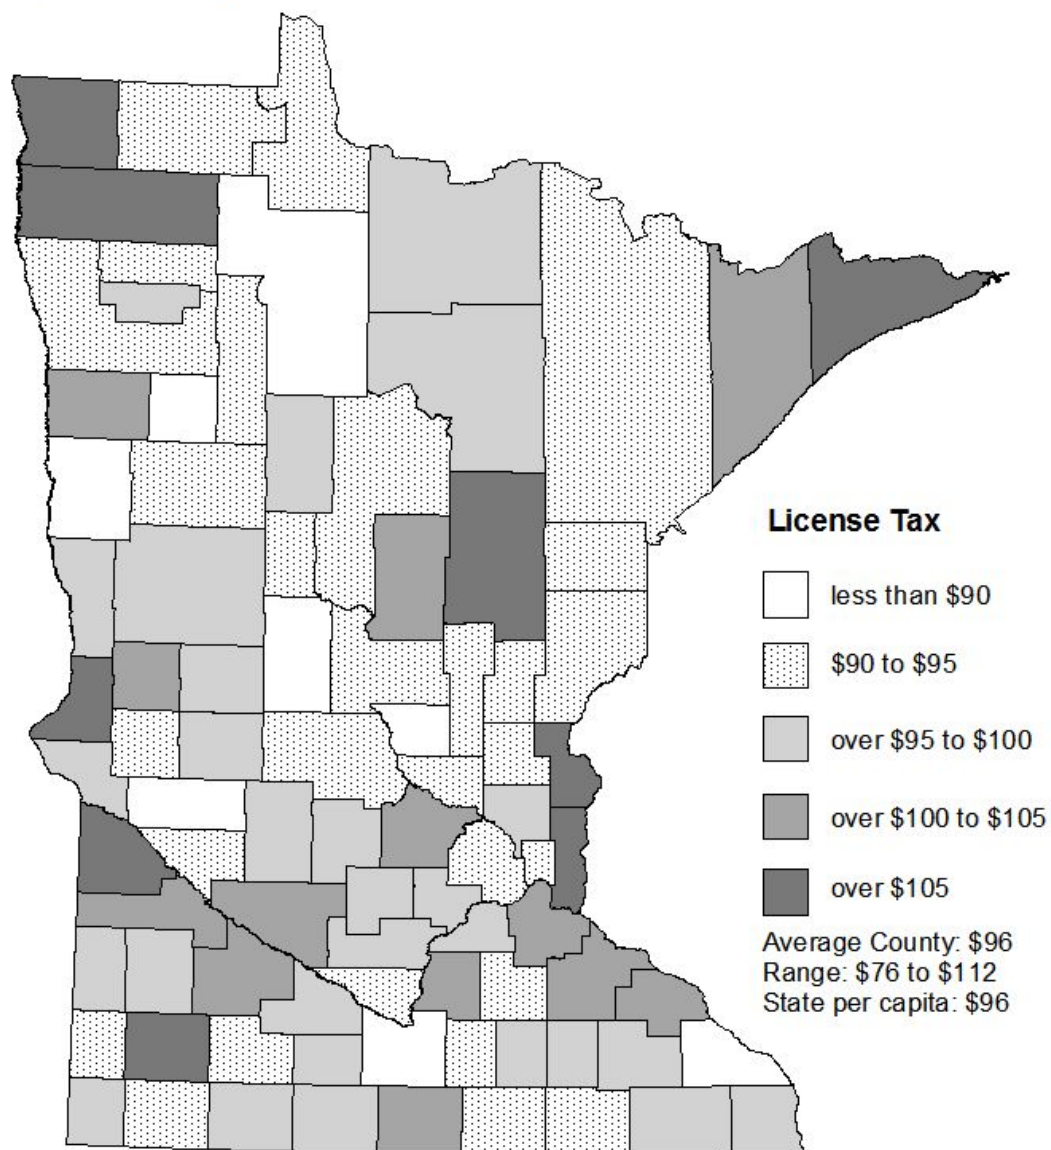 License Tax
less than $90
$90 to $95
over $95 to $100
over $100 to $105
over $105
Average County: $96
Range: $76 to $112
State per capita: $96